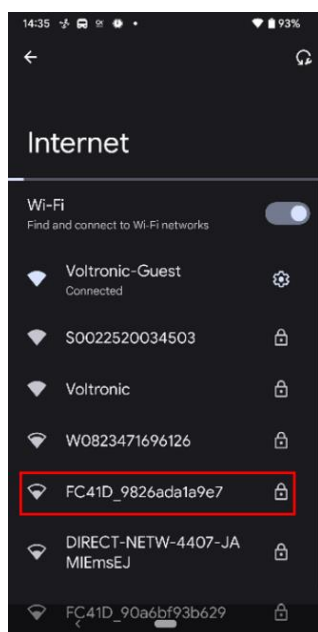 14:35
93%
Internet
Wi-Fi
Find and connect to Wi-Fi networks
Voltronic-Guest
Connected
S0022520034503
Voltronic
W0823471696126
FC41D_9826ada1a9e7
DIRECT-NETW-4407-JA
MIEmsEJ
FC41D_90a6bf93b629